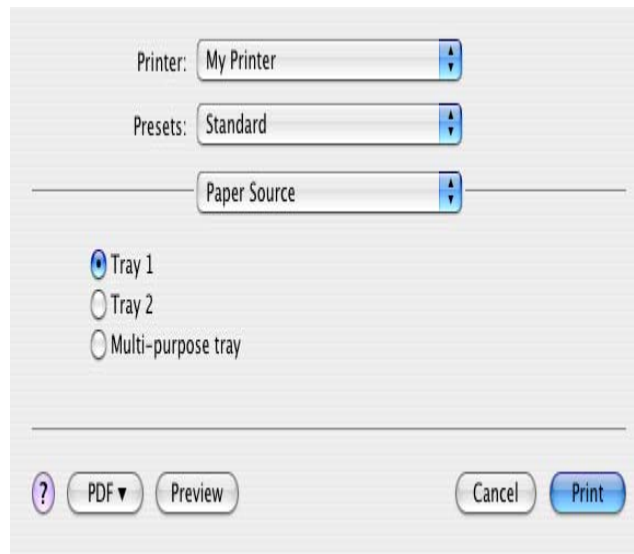 Printer: My Printer
Presets: Standard
Paper Source
Tray 1
Tray 2
Multi-purpose tray
? PDF▼ Preview Cancel Print